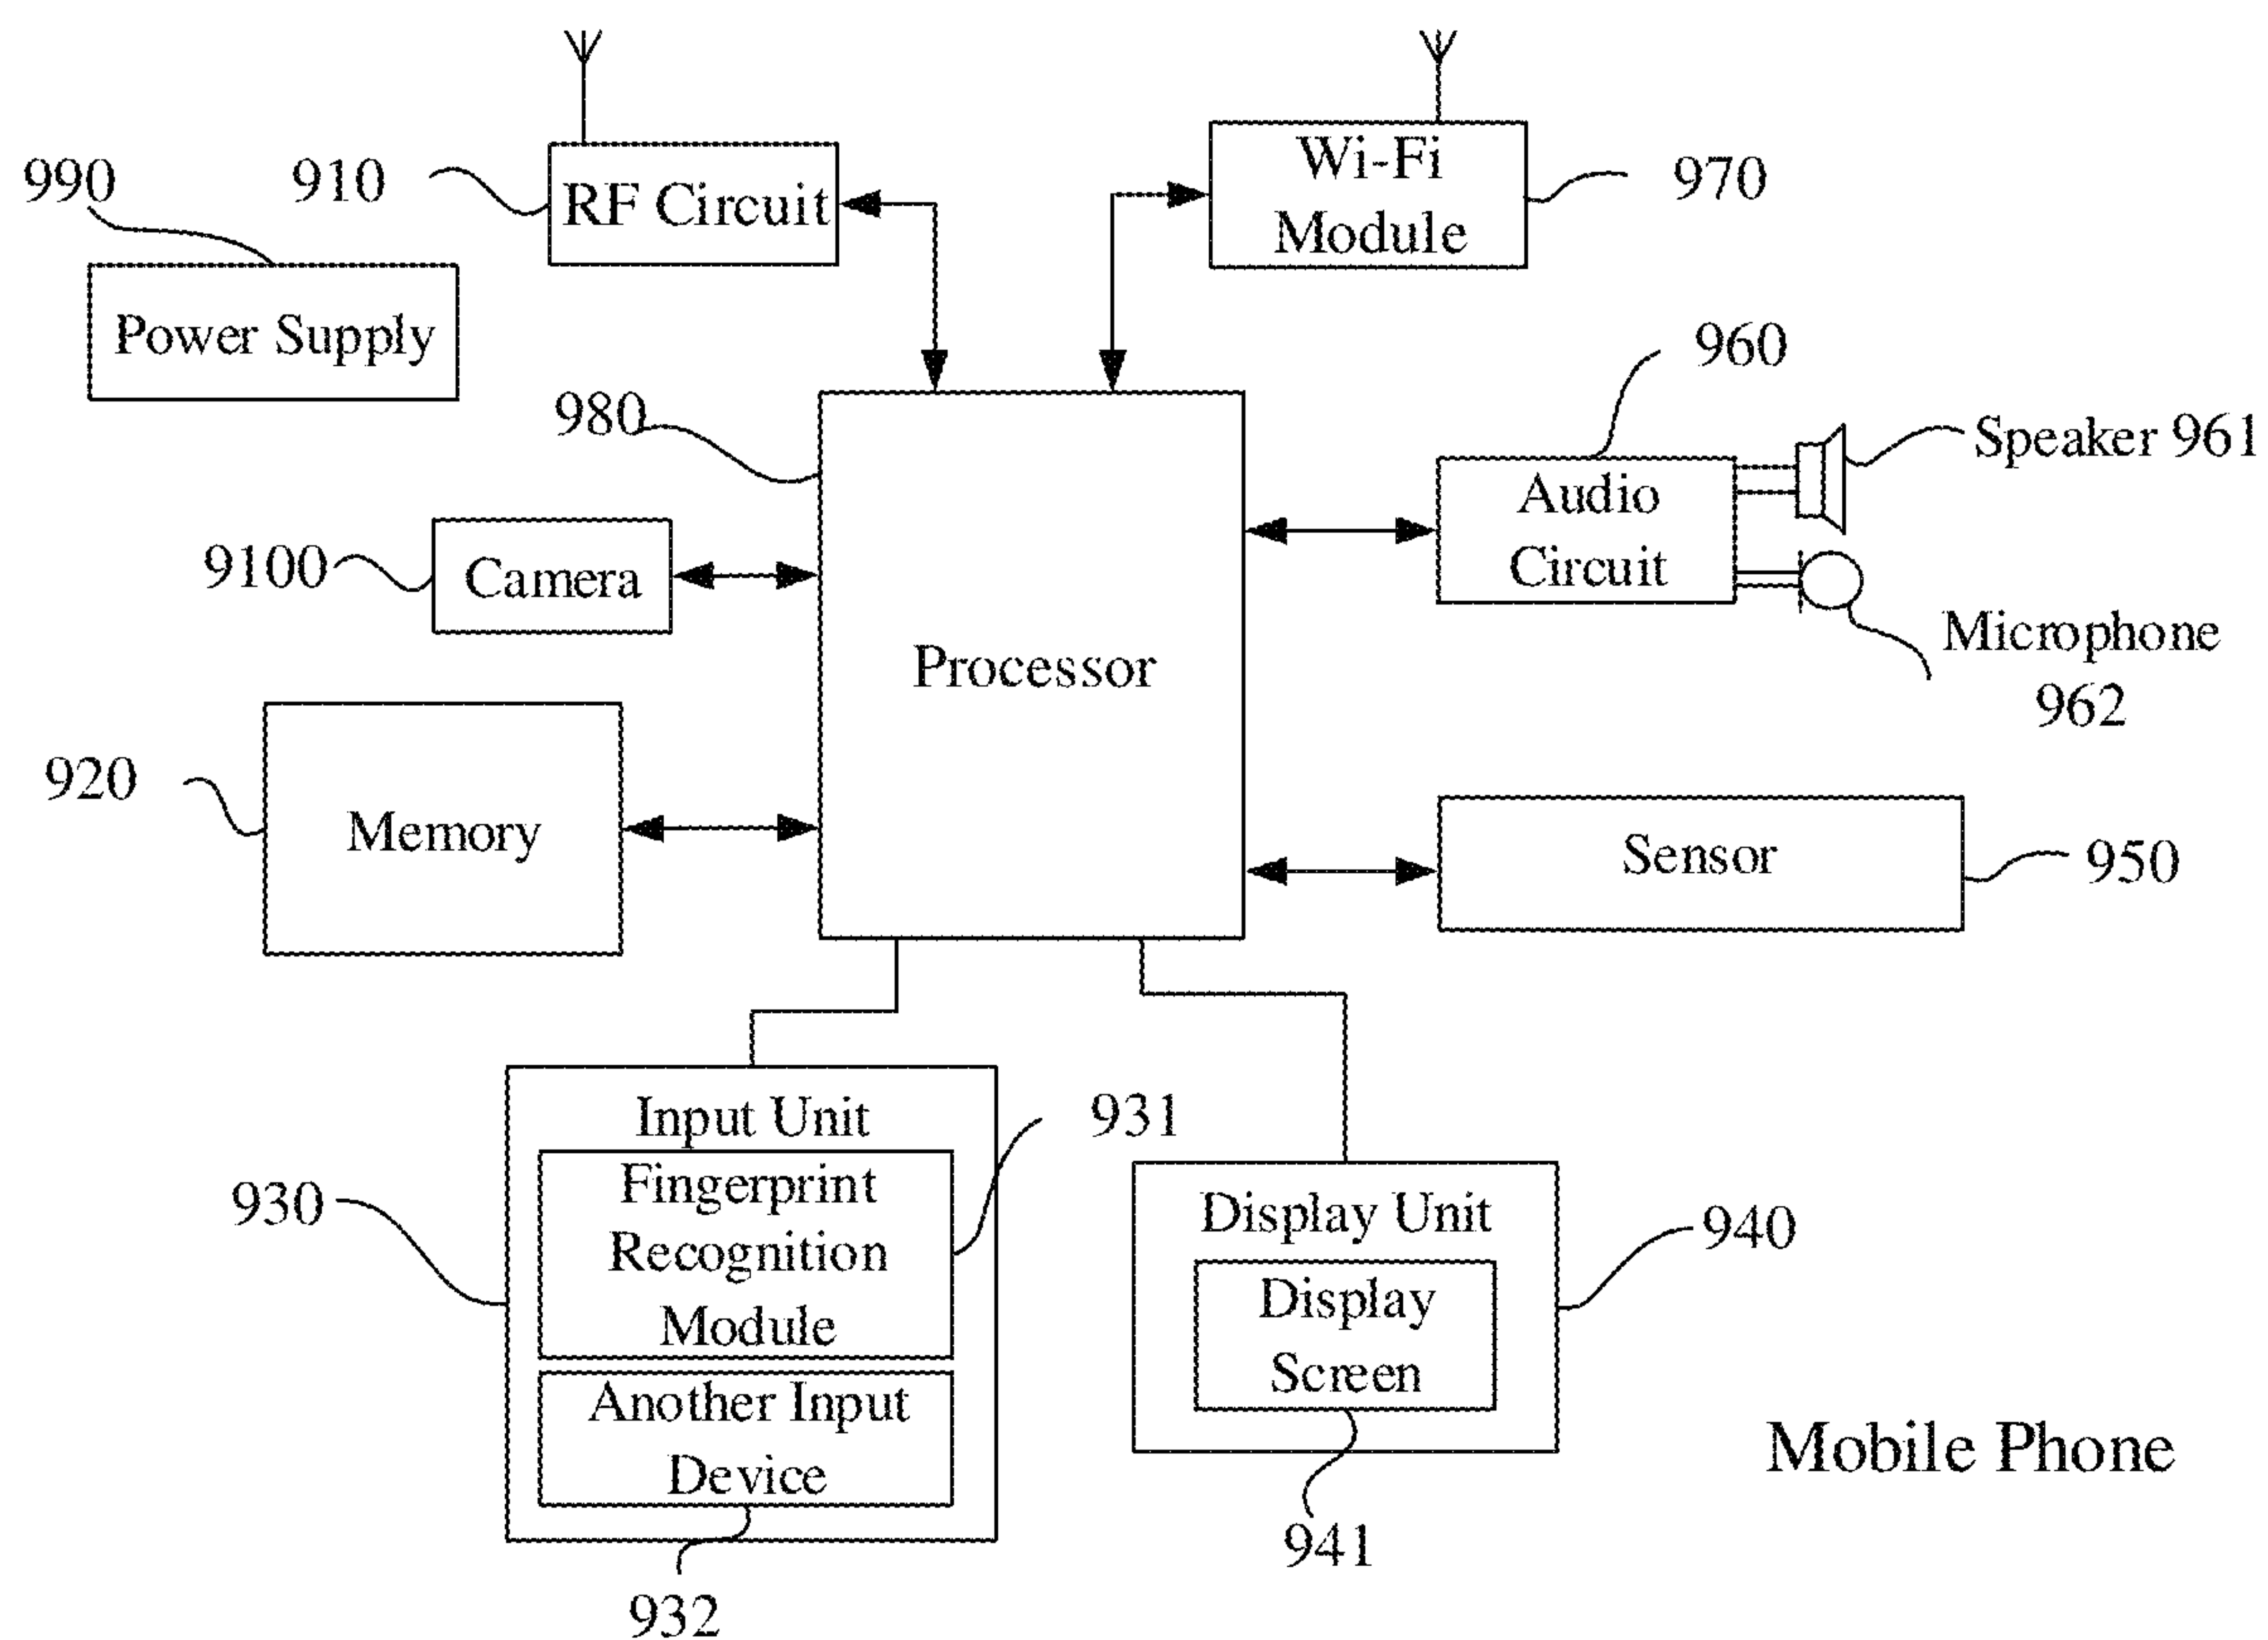 990
910
RF Circuit
Wi-Fi
Module
970
Power Supply
980
960
Audio
Circuit
Speaker 961
Microphone
962
9100
Camera
Processor
920
Memory
Sensor
950
Input Unit
931
Fingerprint
Recognition
Module
930
Another Input
Device
932
Display Unit
940
Display
Screen
941
Mobile Phone